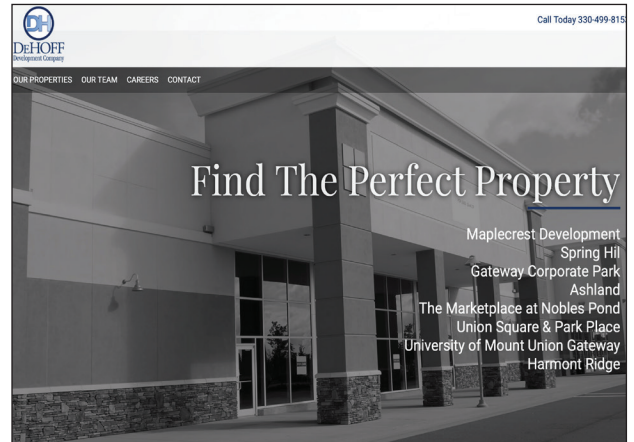 DH
DEHOFF
Development Company
Call Today 330-499-815
OUR PROPERTIES OUR TEAM CAREERS CONTACT
Find The Perfect Property
Maplecrest Development
Spring Hil
Gateway Corporate Park
Ashland
The Marketplace at Nobles Pond
Union Square & Park Place
University of Mount Union Gateway
Harmont Ridge